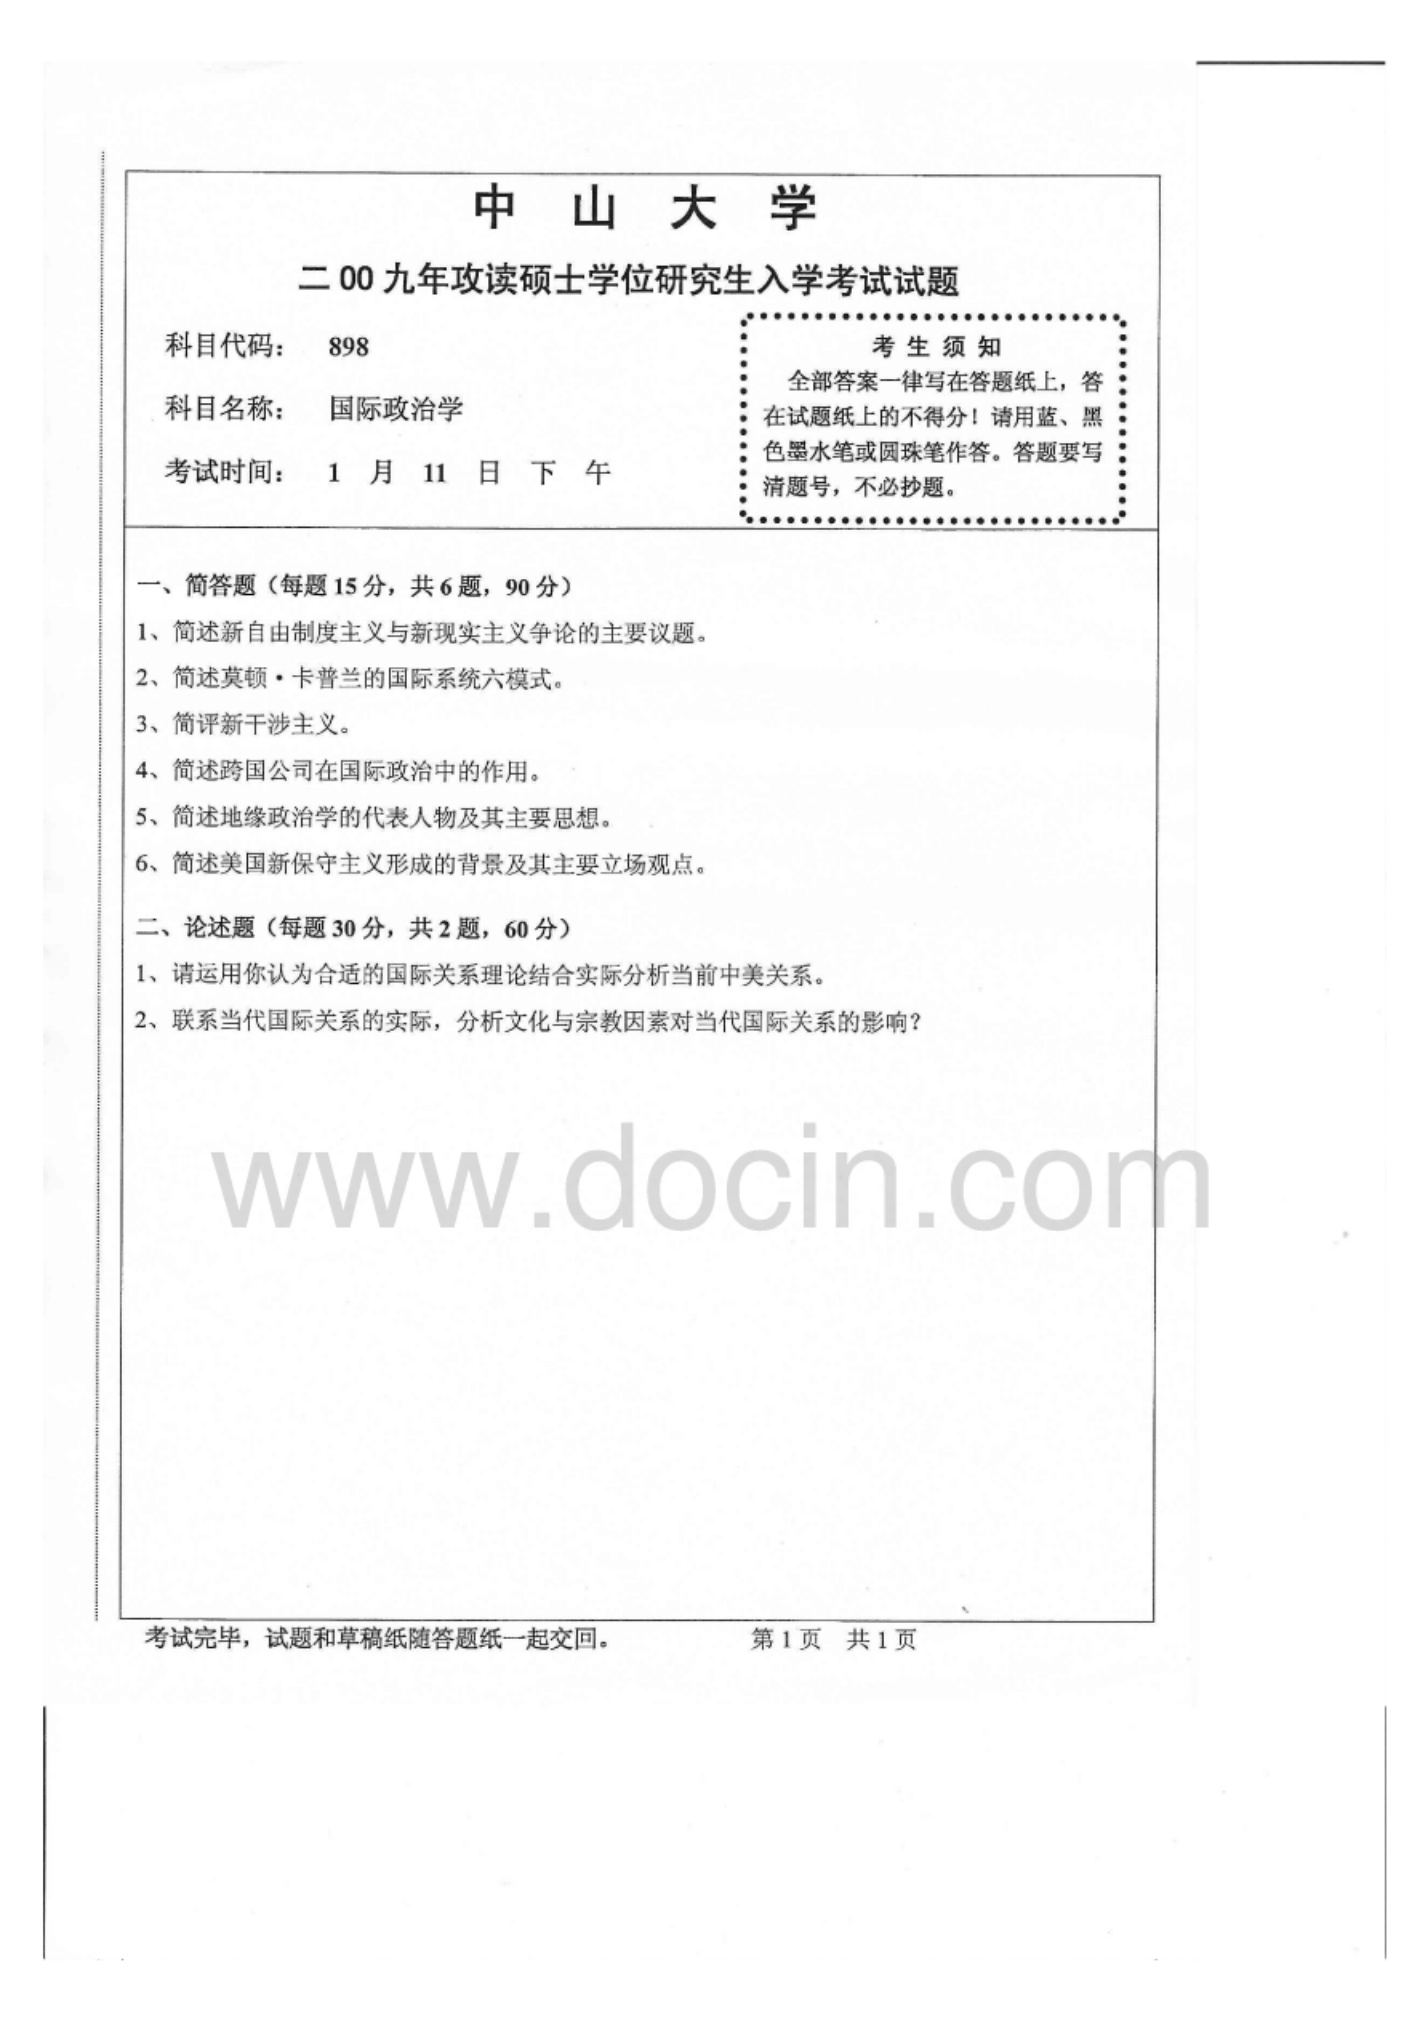 中 山 大 学
二00九年攻读硕士学位研究生入学考试试题
科目代码： 898
科目名称： 国际政治学
考试时间： 1 月 11 日 下 午
考 生 须 知
全部答案一律写在答题纸上，答
在试题纸上的不得分！请用蓝、黑
色墨水笔或圆珠笔作答。答题要写
清题号，不必抄题。
一、简答题（每题 15 分，共 6 题，90 分）
1、简述新自由制度主义与新现实主义争论的主要议题。
2、简述莫顿·卡普兰的国际系统六模式。
3、简评新干涉主义。
4、简述跨国公司在国际政治中的作用。
5、简述地缘政治学的代表人物及其主要思想。
6、简述美国新保守主义形成的背景及其主要立场观点。
二、论述题（每题 30 分，共 2 题，60 分）
1、请运用你认为合适的国际关系理论结合实际分析当前中美关系。
2、联系当代国际关系的实际，分析文化与宗教因素对当代国际关系的影响？
www.docin.com
考试完毕，试题和草稿纸随答题纸一起交回。 第 1 页 共 1 页